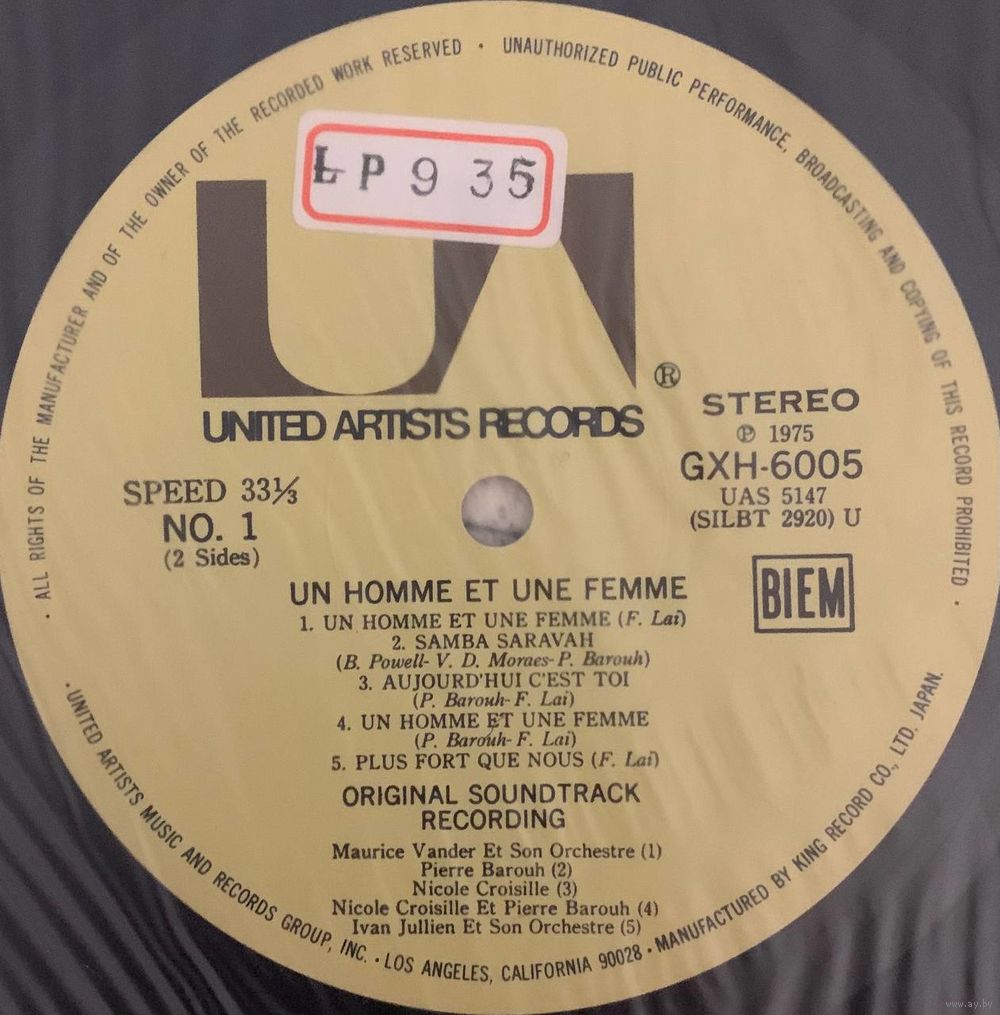 ALL RIGHTS OF THE MANUFACTURER AND OF THE OWNER OF THE RECORDED WORK RESERVED · UNAUTHORIZED PUBLIC PERFORMANCE, BROADCASTING AND COPYING OF THIS RECORD PROHIBITED ·
LP935
UA
®
UNITED ARTISTS RECORDS
STEREO
℗ 1975
GXH-6005
UAS 5147
(SILBT 2920) U
SPEED 33⅓
NO. 1
(2 Sides)
BIEM
UN HOMME ET UNE FEMME
1. UN HOMME ET UNE FEMME (F. Lai)
2. SAMBA SARAVAH
(B. Powell- V. D. Moraes- P. Barouh)
3. AUJOURD'HUI C'EST TOI
(P. Barouh- F. Lai)
4. UN HOMME ET UNE FEMME
(P. Barouh- F. Lai)
5. PLUS FORT QUE NOUS (F. Lai)
ORIGINAL SOUNDTRACK
RECORDING
Maurice Vander Et Son Orchestre (1)
Pierre Barouh (2)
Nicole Croisille (3)
Nicole Croisille Et Pierre Barouh (4)
Ivan Jullien Et Son Orchestre (5)
· UNITED ARTISTS MUSIC AND RECORDS GROUP, INC. · LOS ANGELES, CALIFORNIA 90028 · MANUFACTURED BY KING RECORD CO., LTD. JAPAN.
www.ay.by